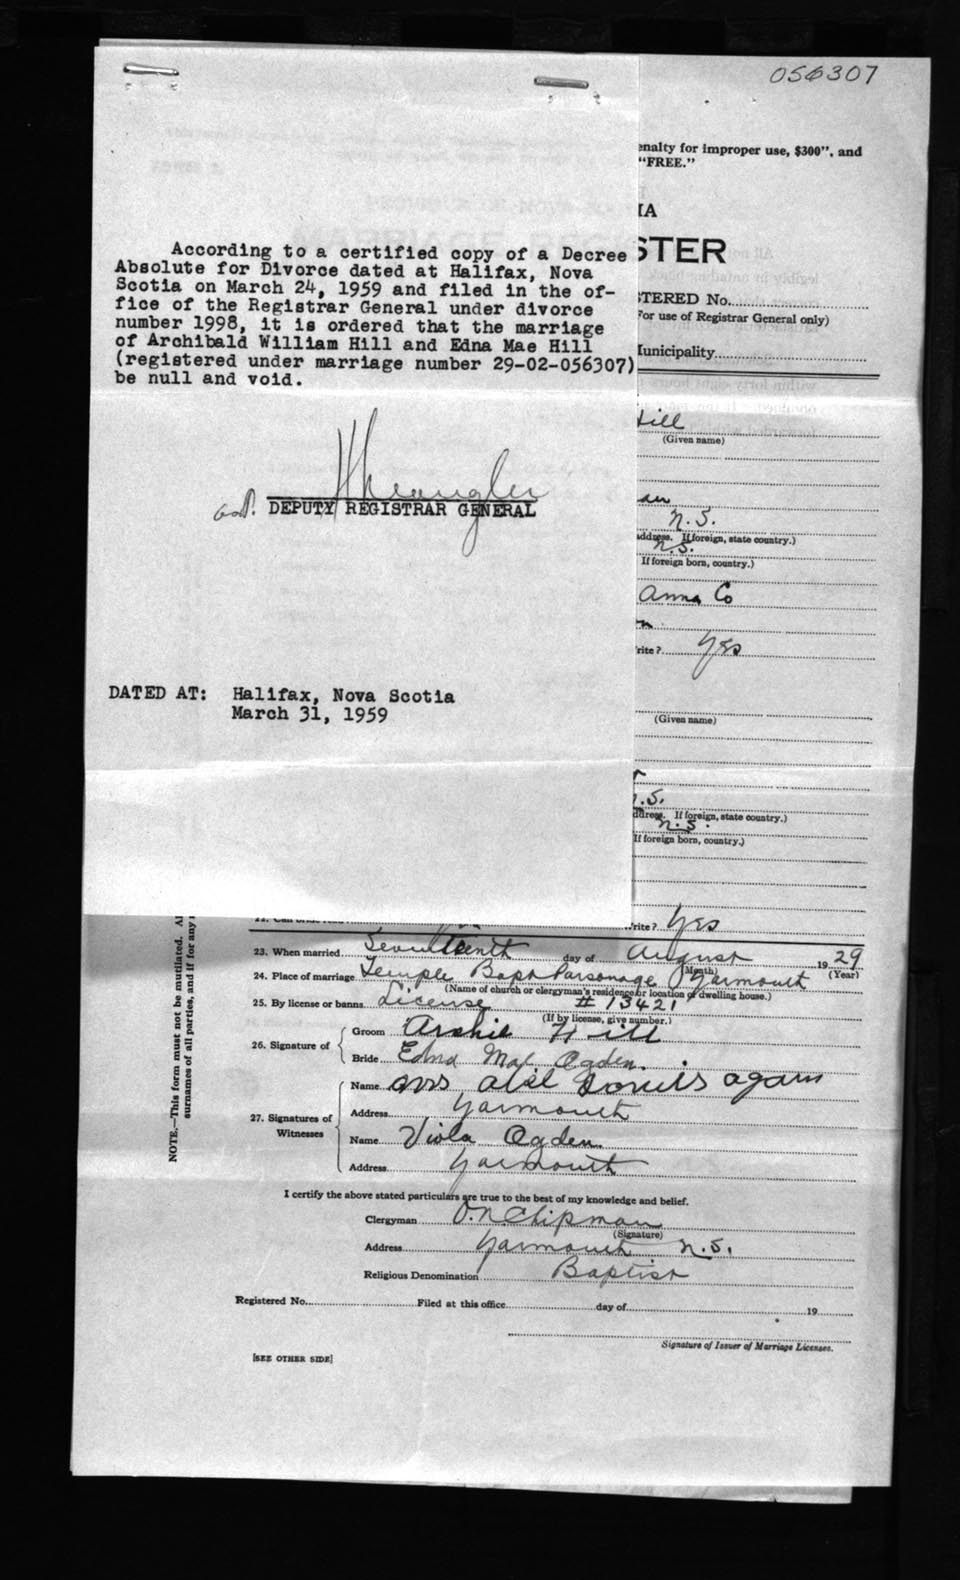 056307
enalty for improper use, $300", and
"FREE."
IA
STER
According to a certified copy of a Decree
Absolute for Divorce dated at Halifax, Nova
Scotia on March 24, 1959 and filed in the of-
fice of the Registrar General under divorce
number 1998, it is ordered that the marriage
of Archibald William Hill and Edna Mae Hill
(registered under marriage number 29-02-056307)
be null and void.
STERED No.
For use of Registrar General only)
Municipality
Hill
(Given name)
DEPUTY REGISTRAR GENERAL
an
N.S.
address. If foreign, state country.)
N.S.
If foreign born, country.)
Anna Co
rite? Yes
DATED AT: Halifax, Nova Scotia
March 31, 1959
(Given name)
.S.
ddress. If foreign, state country.)
N.S.
If foreign born, country.)
rite? Yes
23. When married Seventeenth day of August 1929
(Month) (Year)
24. Place of marriage Temple Bapt Parsonage Yarmouth
(Name of church or clergyman's residence or location of dwelling house.)
25. By license or banns License # 13421
(If by license, give number.)
26. Signature of
Groom Archie Hill
Bride Edna Mae Ogden.
27. Signatures of Witnesses
Name Mrs Abel
Address Yarmouth
Name Viola Ogden
Address Yarmouth
I certify the above stated particulars are true to the best of my knowledge and belief.
Clergyman O.N. Chipman
(Signature)
Address Yarmouth N.S.
Religious Denomination Baptist
Registered No. Filed at this office day of 19
Signature of Issuer of Marriage Licenses.
[SEE OTHER SIDE]
NOTE.—This form must not be mutilated. Al
surnames of all parties, and if for any r